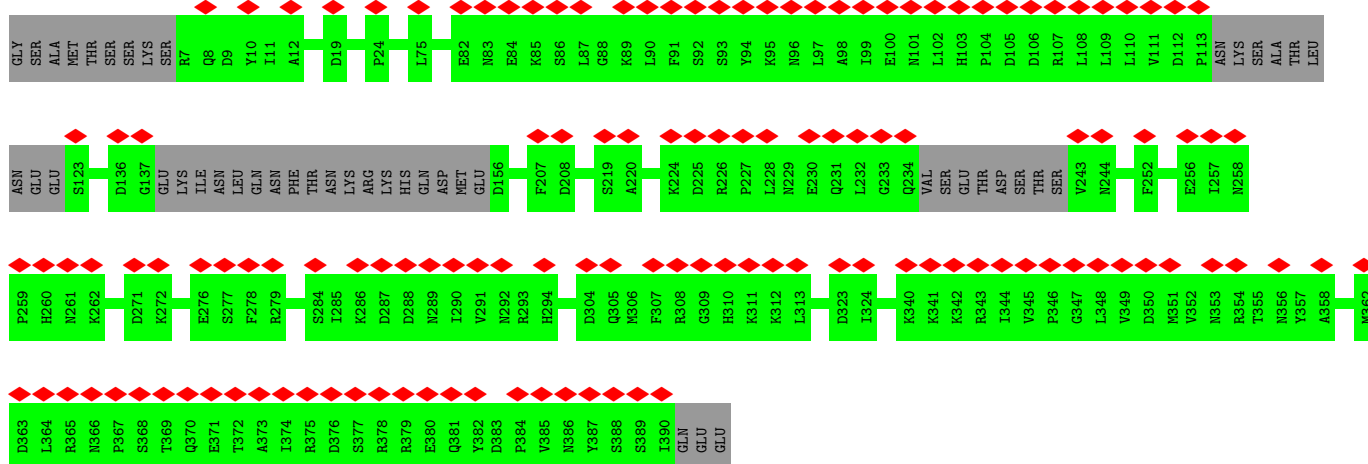 GLY SER ALA MET THR SER SER LYS SER R7 Q8 D9 Y10 I11 A12 D19 P24 L75 E82 N83 E84 K85 S86 L87 G88 K89 L90 F91 S92 S93 Y94 K95 N96 L97 A98 I99 E100 N101 L102 H103 P104 D105 D106 R107 L108 L109 L110 V111 D112 P113 ASN LYS SER ALA THR LEU
ASN GLU GLU S123 D136 G137 GLU LYS ILE ASN LEU GLN ASN PHE THR ASN LYS ARG LYS HIS GLN ASP MET GLU D156 F207 D208 S219 A220 K224 D225 R226 P227 L228 N229 E230 Q231 L232 G233 Q234 VAL SER GLU THR ASP SER THR SER V243 N244 F252 E256 I257 N258
P259 H260 N261 K262 D271 K272 E276 S277 F278 R279 S284 I285 K286 D287 D288 N289 I290 V291 N292 R293 H294 D304 Q305 M306 F307 R308 G309 H310 K311 K312 L313 D323 I324 K340 K341 K342 R343 I344 V345 P346 G347 L348 V349 D350 M351 V352 N353 R354 T355 N356 Y357 A358 M362
D363 L364 R365 N366 P367 S368 T369 Q370 E371 T372 A373 I374 R375 D376 S377 R378 R379 E380 Q381 Y382 D383 P384 V385 N386 Y387 S388 S389 I390 GLN GLU GLU